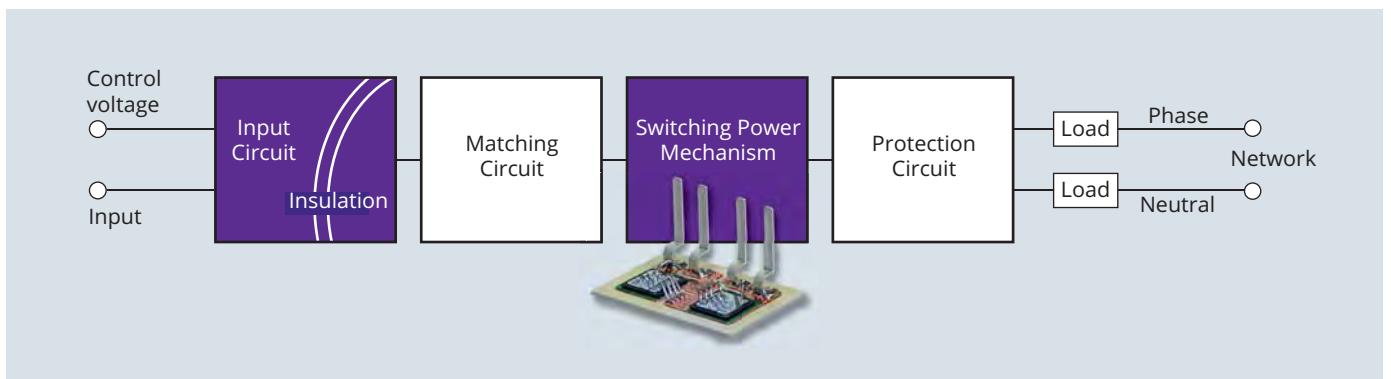 Control
voltage
Input
Input
Circuit
Insulation
Matching
Circuit
Switching Power
Mechanism
Protection
Circuit
Load
Phase
Network
Load
Neutral